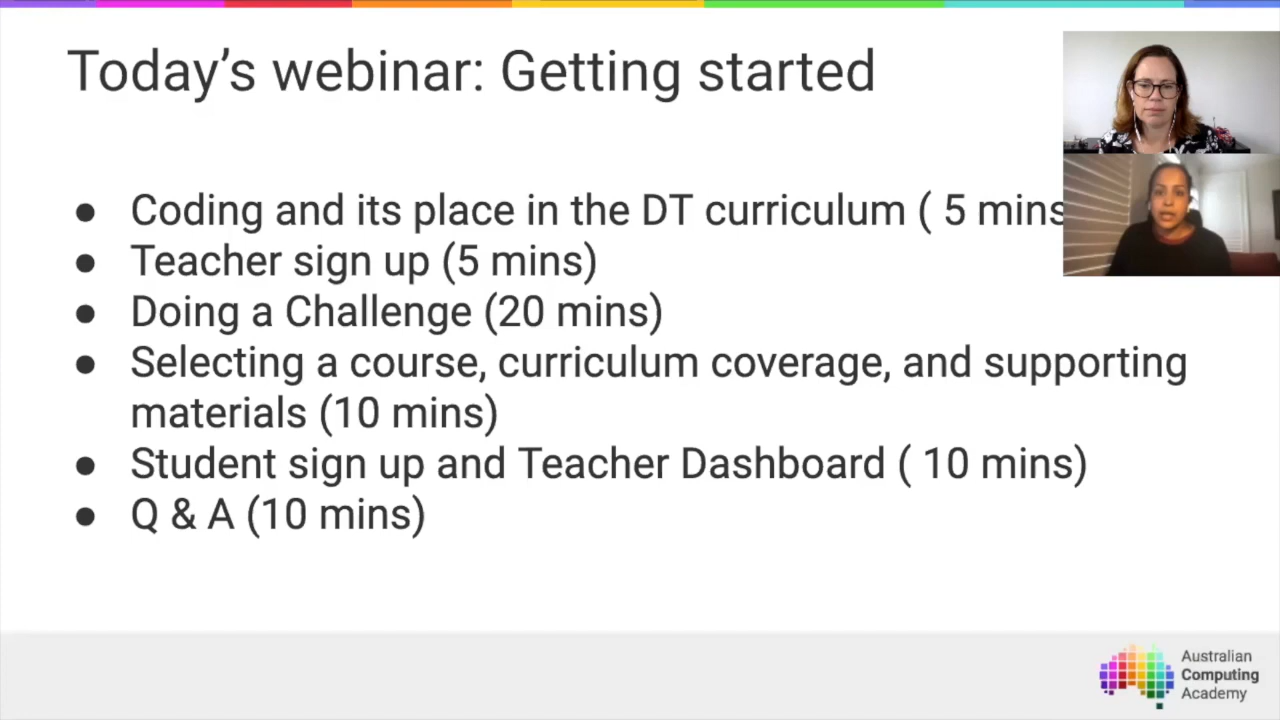 Today's webinar: Getting started
● Coding and its place in the DT curriculum ( 5 mins
● Teacher sign up (5 mins)
● Doing a Challenge (20 mins)
● Selecting a course, curriculum coverage, and supporting
materials (10 mins)
● Student sign up and Teacher Dashboard ( 10 mins)
● Q & A (10 mins)
Australian
Computing
Academy